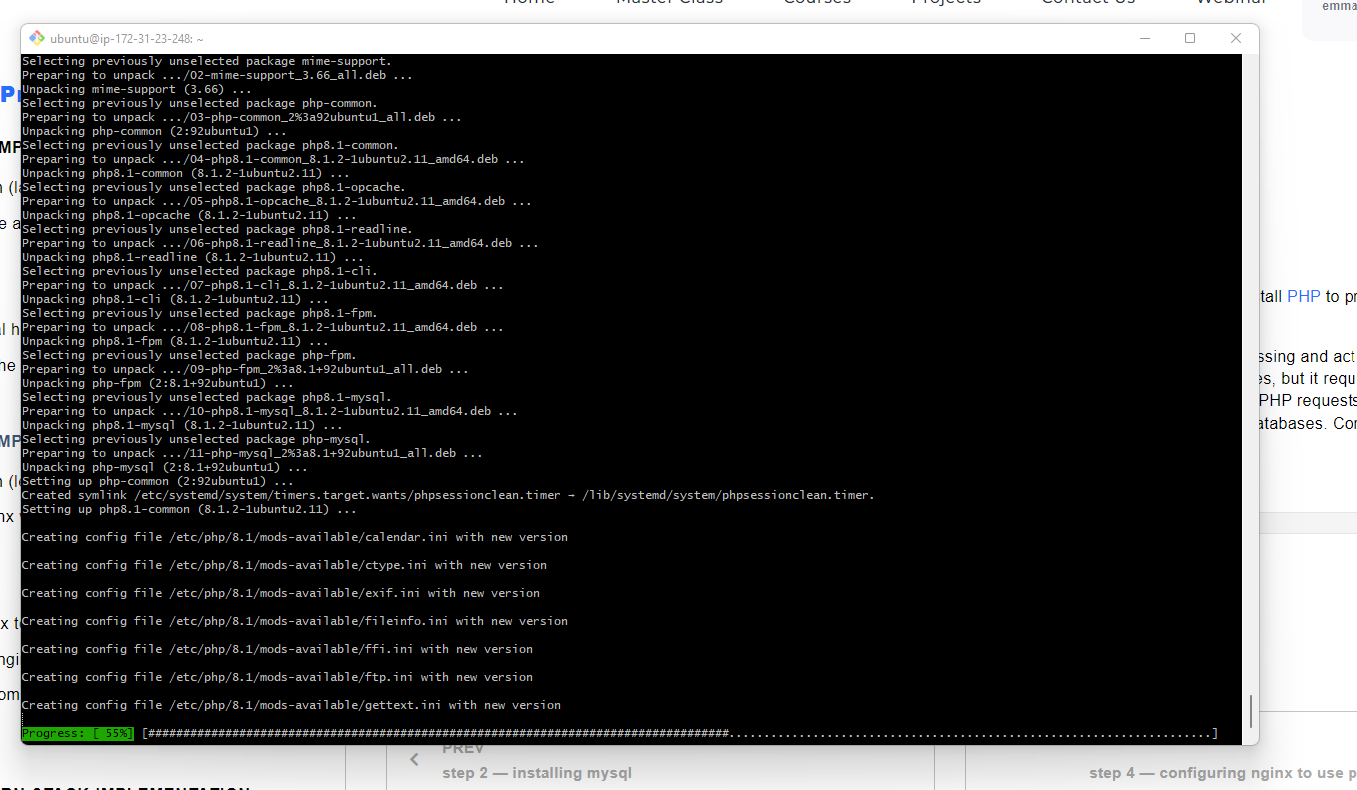 Home Master Class Courses Projects Contact Us Webinar
emma
ubuntu@ip-172-31-23-248: ~
Selecting previously unselected package mime-support.
Preparing to unpack .../02-mime-support_3.66_all.deb ...
Unpacking mime-support (3.66) ...
Selecting previously unselected package php-common.
Preparing to unpack .../03-php-common_2%3a92ubuntu1_all.deb ...
Unpacking php-common (2:92ubuntu1) ...
Selecting previously unselected package php8.1-common.
Preparing to unpack .../04-php8.1-common_8.1.2-1ubuntu2.11_amd64.deb ...
Unpacking php8.1-common (8.1.2-1ubuntu2.11) ...
Selecting previously unselected package php8.1-opcache.
Preparing to unpack .../05-php8.1-opcache_8.1.2-1ubuntu2.11_amd64.deb ...
Unpacking php8.1-opcache (8.1.2-1ubuntu2.11) ...
Selecting previously unselected package php8.1-readline.
Preparing to unpack .../06-php8.1-readline_8.1.2-1ubuntu2.11_amd64.deb ...
Unpacking php8.1-readline (8.1.2-1ubuntu2.11) ...
Selecting previously unselected package php8.1-cli.
Preparing to unpack .../07-php8.1-cli_8.1.2-1ubuntu2.11_amd64.deb ...
Unpacking php8.1-cli (8.1.2-1ubuntu2.11) ...
Selecting previously unselected package php8.1-fpm.
Preparing to unpack .../08-php8.1-fpm_8.1.2-1ubuntu2.11_amd64.deb ...
Unpacking php8.1-fpm (8.1.2-1ubuntu2.11) ...
Selecting previously unselected package php-fpm.
Preparing to unpack .../09-php-fpm_2%3a8.1+92ubuntu1_all.deb ...
Unpacking php-fpm (2:8.1+92ubuntu1) ...
Selecting previously unselected package php8.1-mysql.
Preparing to unpack .../10-php8.1-mysql_8.1.2-1ubuntu2.11_amd64.deb ...
Unpacking php8.1-mysql (8.1.2-1ubuntu2.11) ...
Selecting previously unselected package php-mysql.
Preparing to unpack .../11-php-mysql_2%3a8.1+92ubuntu1_all.deb ...
Unpacking php-mysql (2:8.1+92ubuntu1) ...
Setting up php-common (2:92ubuntu1) ...
Created symlink /etc/systemd/system/timers.target.wants/phpsessionclean.timer → /lib/systemd/system/phpsessionclean.timer.
Setting up php8.1-common (8.1.2-1ubuntu2.11) ...
Creating config file /etc/php/8.1/mods-available/calendar.ini with new version
Creating config file /etc/php/8.1/mods-available/ctype.ini with new version
Creating config file /etc/php/8.1/mods-available/exif.ini with new version
Creating config file /etc/php/8.1/mods-available/fileinfo.ini with new version
Creating config file /etc/php/8.1/mods-available/ffi.ini with new version
Creating config file /etc/php/8.1/mods-available/ftp.ini with new version
Creating config file /etc/php/8.1/mods-available/gettext.ini with new version
Progress: [ 55%] [###################################################################################.....................................................................]
tall PHP to pr
ssing and act
es, but it requ
PHP requests
atabases. Cor
PREV
step 2 — installing mysql
step 4 — configuring nginx to use p
RN STACK IMPLEMENTATION